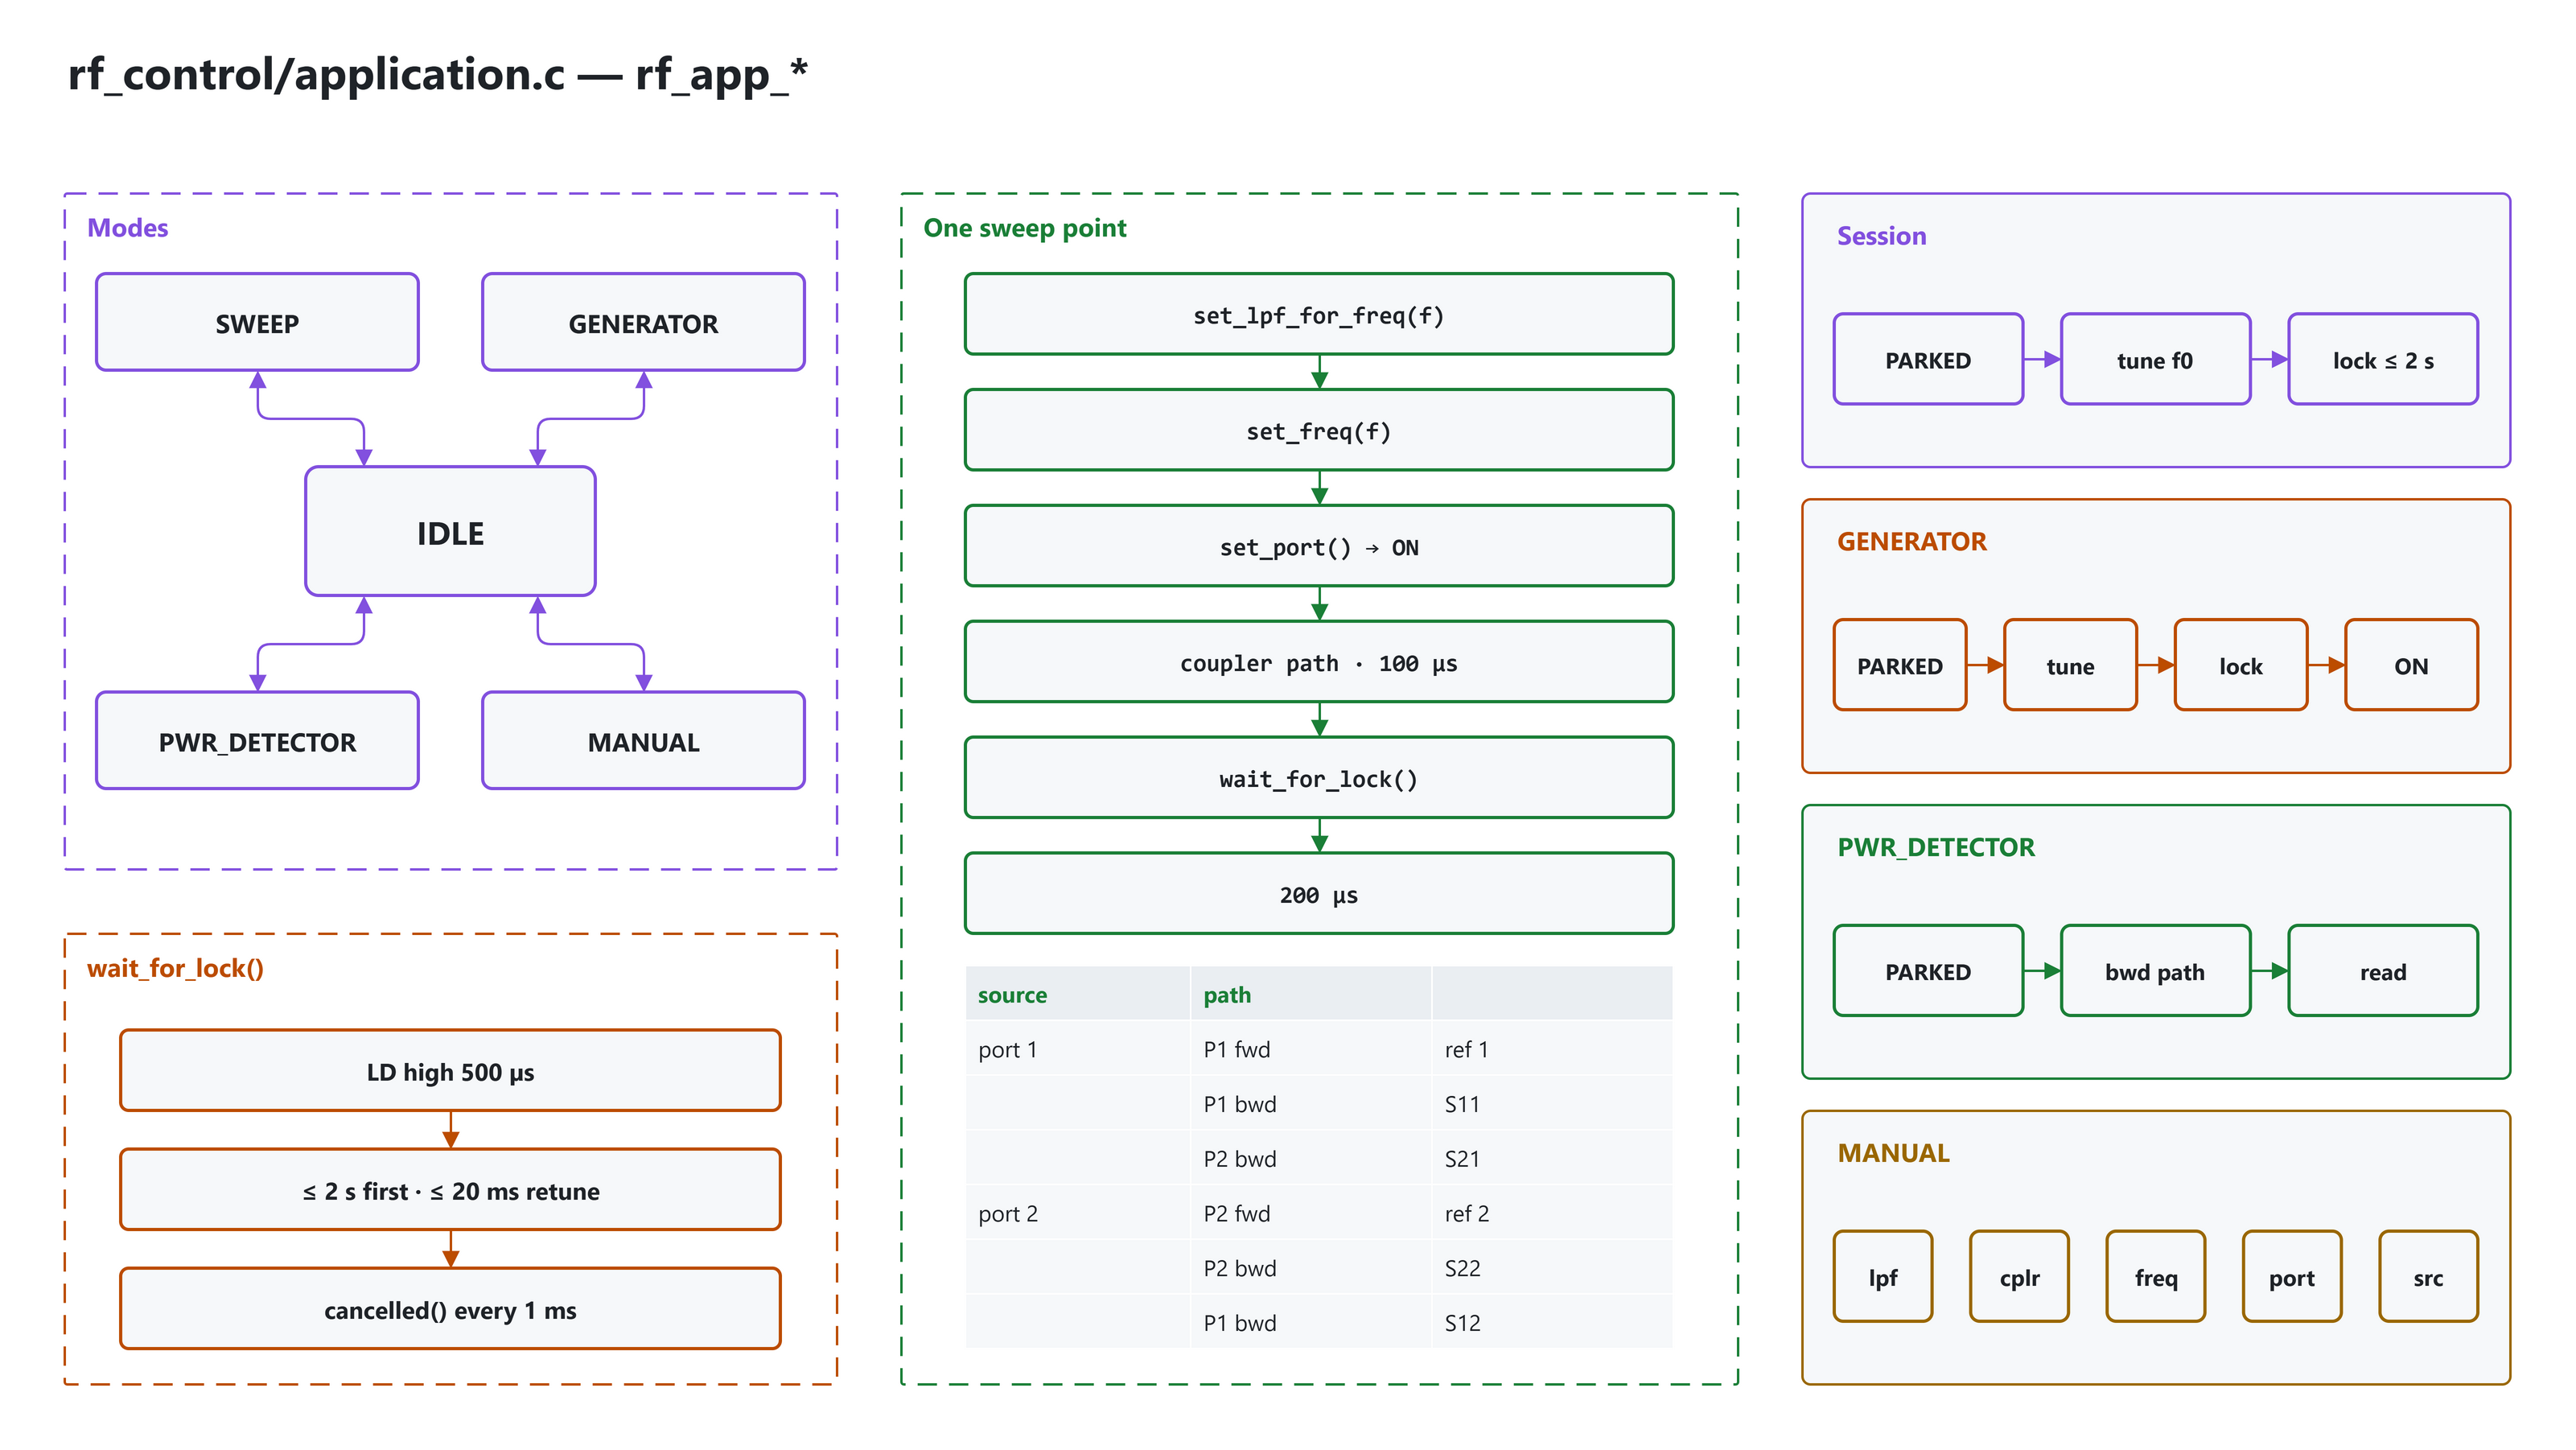 rf_control/application.c — rf_app_*
Modes
SWEEP
GENERATOR
IDLE
PWR_DETECTOR
MANUAL
wait_for_lock()
LD high 500 µs
≤ 2 s first · ≤ 20 ms retune
cancelled() every 1 ms
One sweep point
set_lpf_for_freq(f)
set_freq(f)
set_port() → ON
coupler path · 100 µs
wait_for_lock()
200 µs
source path
port 1 P1 fwd ref 1
P1 bwd S11
P2 bwd S21
port 2 P2 fwd ref 2
P2 bwd S22
P1 bwd S12
Session
PARKED tune f0 lock ≤ 2 s
GENERATOR
PARKED tune lock ON
PWR_DETECTOR
PARKED bwd path read
MANUAL
lpf cplr freq port src